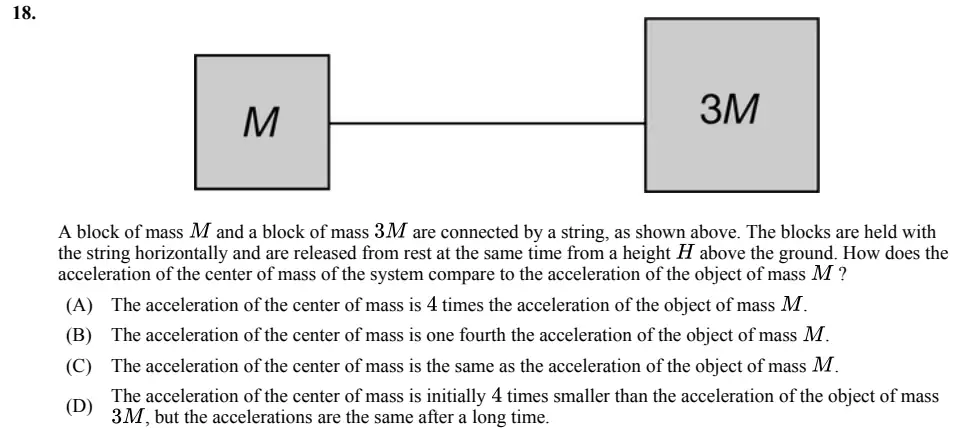 18.
M
3M
A block of mass M and a block of mass 3M are connected by a string, as shown above. The blocks are held with
the string horizontally and are released from rest at the same time from a height H above the ground. How does the
acceleration of the center of mass of the system compare to the acceleration of the object of mass M ?
(A) The acceleration of the center of mass is 4 times the acceleration of the object of mass M.
(B) The acceleration of the center of mass is one fourth the acceleration of the object of mass M.
(C) The acceleration of the center of mass is the same as the acceleration of the object of mass M.
(D) The acceleration of the center of mass is initially 4 times smaller than the acceleration of the object of mass
3M, but the accelerations are the same after a long time.